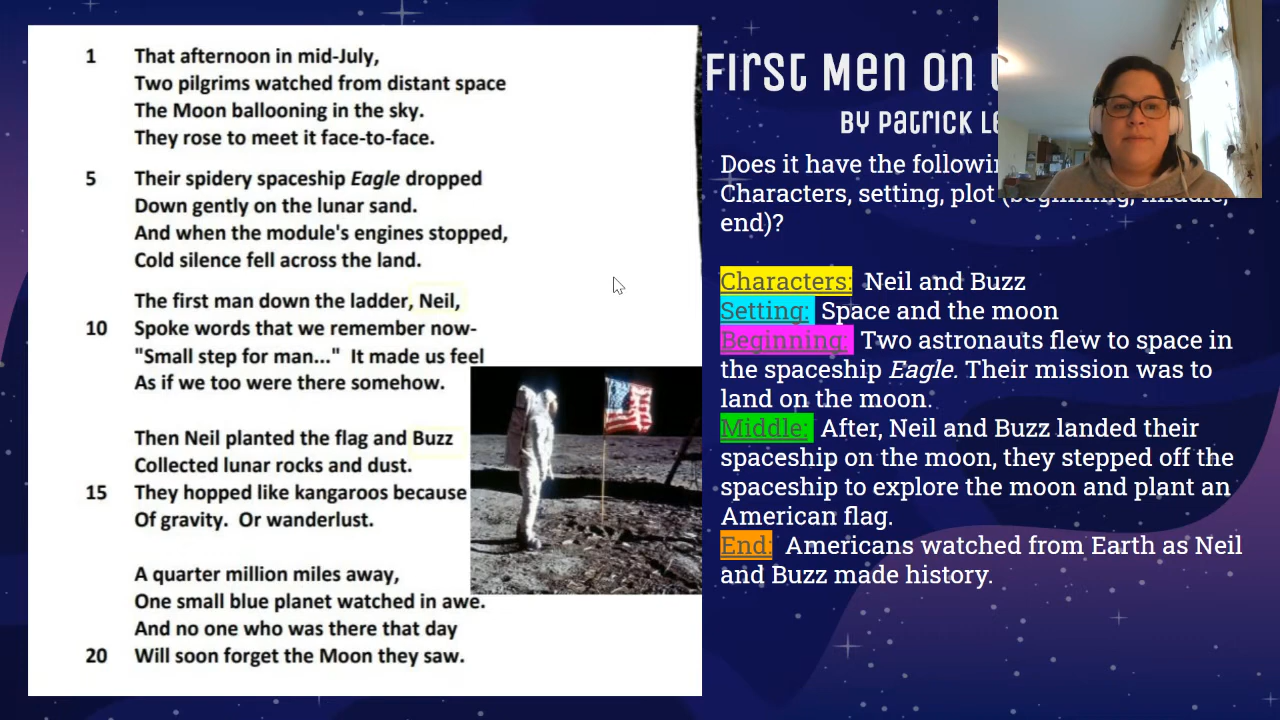 1 That afternoon in mid-July,
Two pilgrims watched from distant space
The Moon ballooning in the sky.
They rose to meet it face-to-face.
5 Their spidery spaceship Eagle dropped
Down gently on the lunar sand.
And when the module's engines stopped,
Cold silence fell across the land.
The first man down the ladder, Neil,
10 Spoke words that we remember now-
"Small step for man..." It made us feel
As if we too were there somehow.
Then Neil planted the flag and Buzz
Collected lunar rocks and dust.
15 They hopped like kangaroos because
Of gravity. Or wanderlust.
A quarter million miles away,
One small blue planet watched in awe.
And no one who was there that day
20 Will soon forget the Moon they saw.
First Men on
By Patrick
Does it have the
Characters, setting, plot (beginning, middle,
end)?
Characters: Neil and Buzz
Setting: Space and the moon
Beginning: Two astronauts flew to space in
the spaceship Eagle. Their mission was to
land on the moon.
Middle: After, Neil and Buzz landed their
spaceship on the moon, they stepped off the
spaceship to explore the moon and plant an
American flag.
End: Americans watched from Earth as Neil
and Buzz made history.